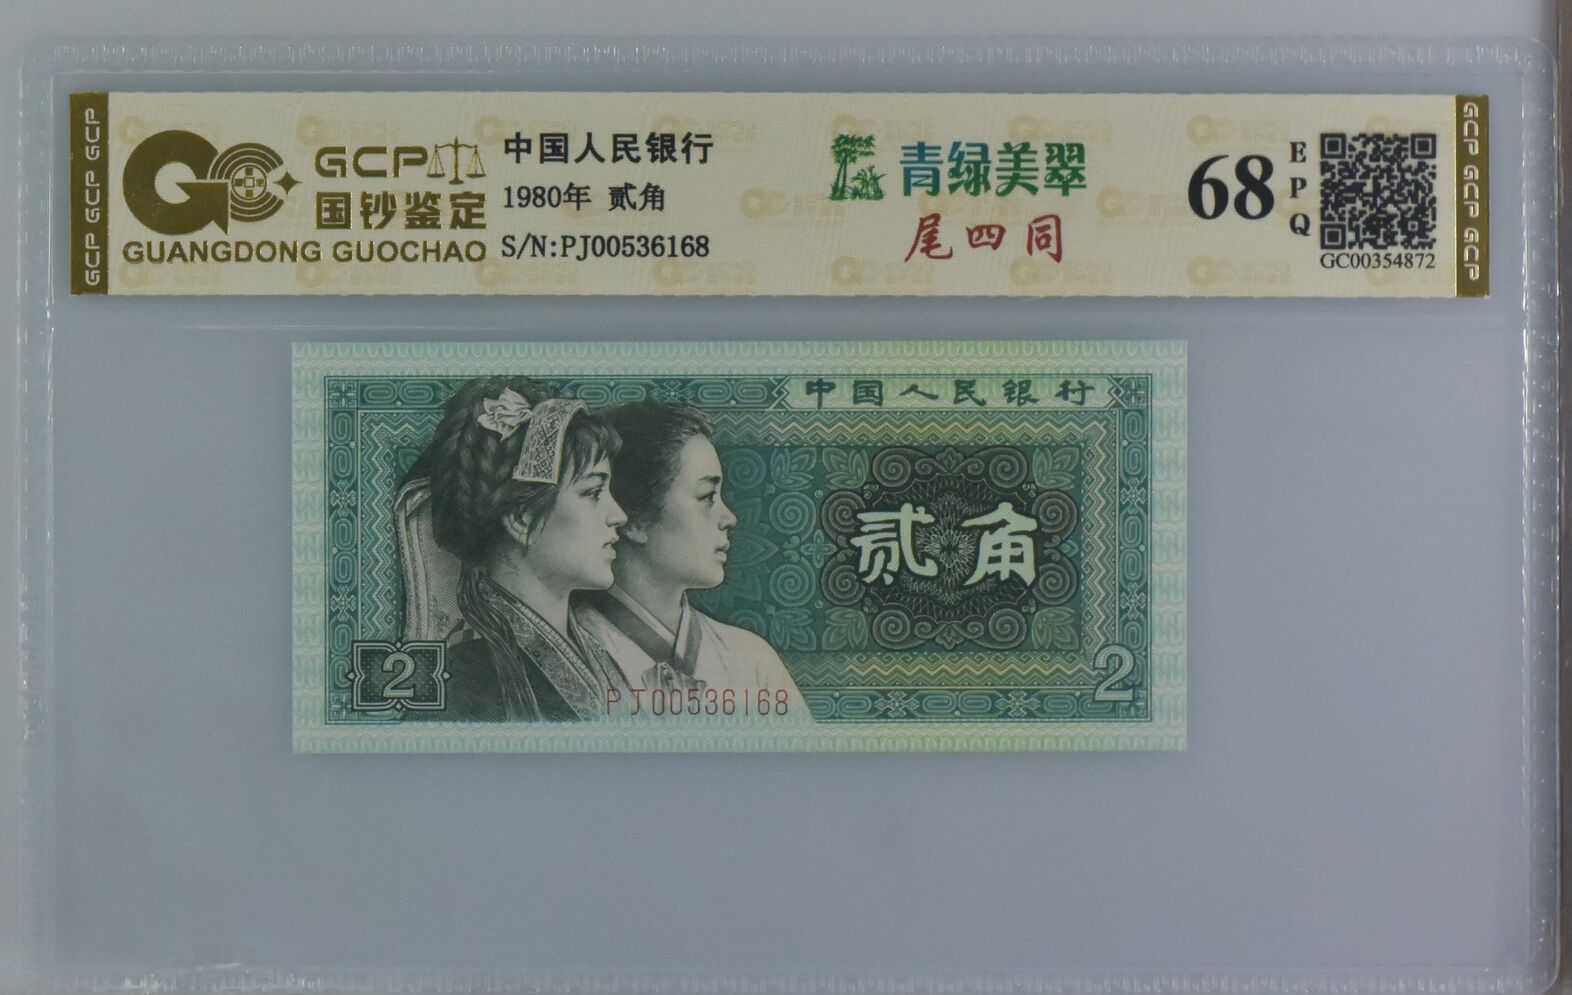 GCP GCP GCP
GCP
国钞鉴定
GUANGDONG GUOCHAO
中国人民银行
1980年 贰角
S/N:PJ00536168
青绿美翠
尾四同
68
EPQ
GC00354872
GCP GCP GCP
中国人民银行
贰角
2
PJ00536168
2